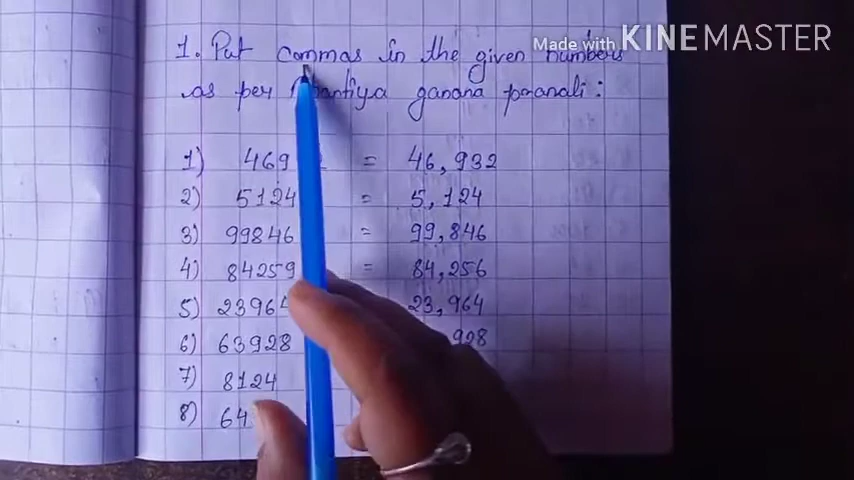 Made with KINEMASTER
1. Put commas in the given numbers
as per ganana pranali :
1) 469 = 46,932
2) 5124 = 5,124
3) 99846 = 99,846
4) 84259 = 84,256
5) 2396 23,964
6) 63928 928
7) 8124
8) 64